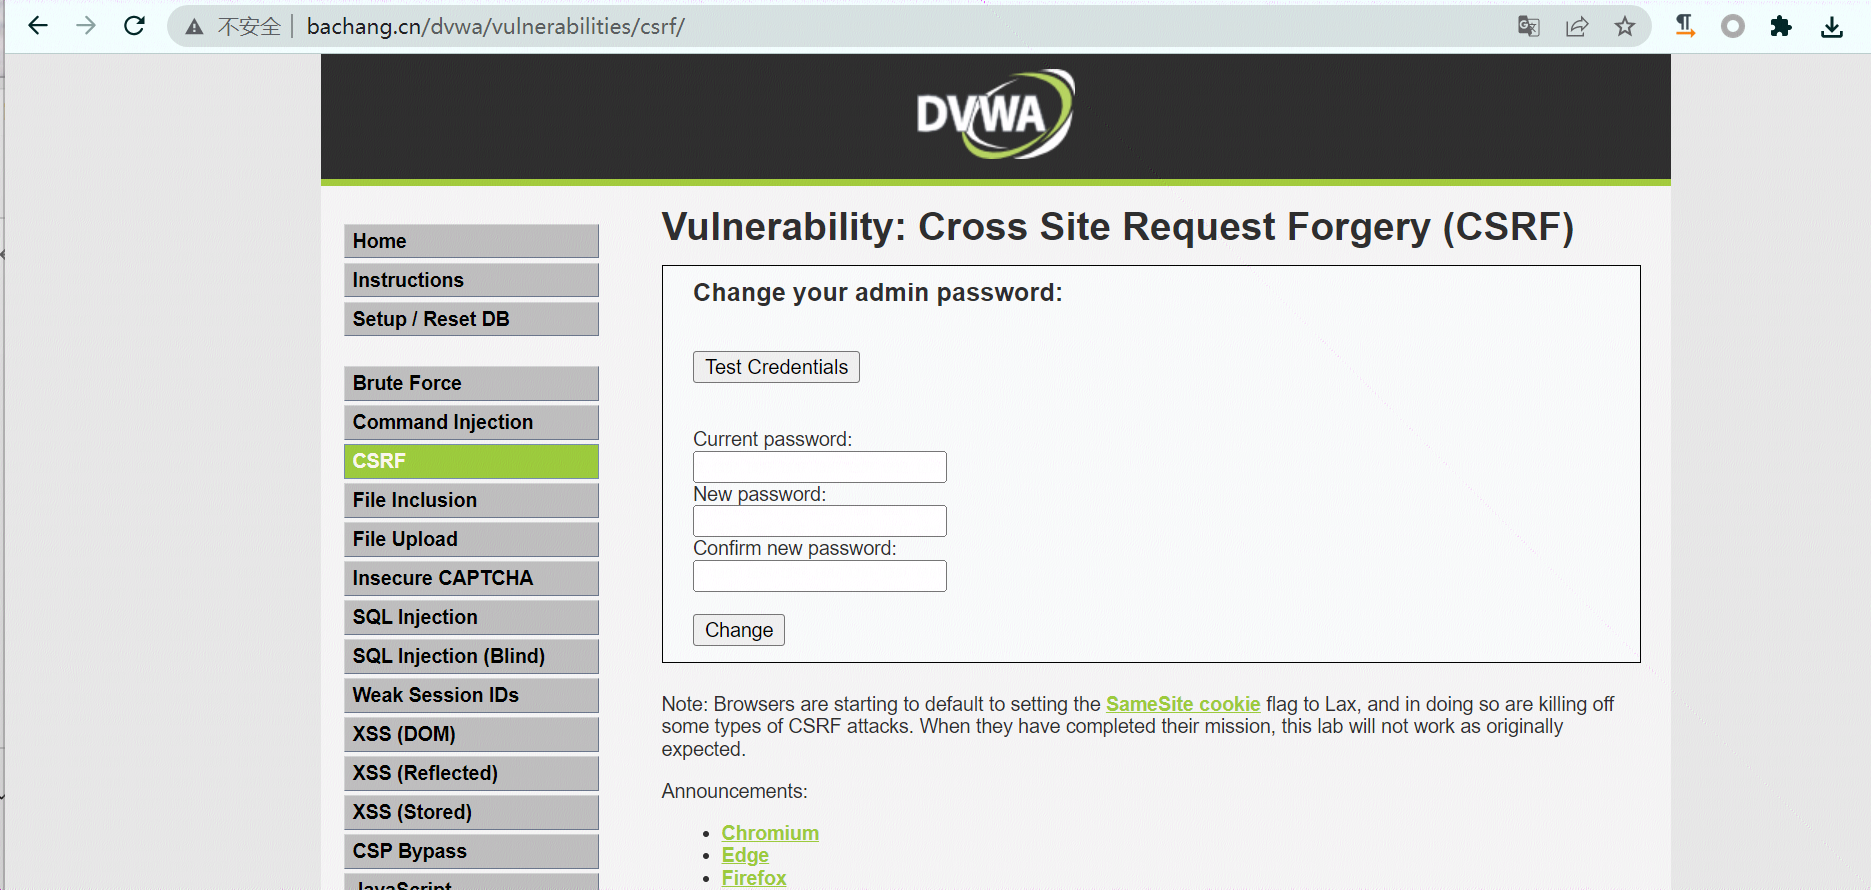 不安全 bachang.cn/dvwa/vulnerabilities/csrf/
DVWA
Home
Instructions
Setup / Reset DB
Brute Force
Command Injection
CSRF
File Inclusion
File Upload
Insecure CAPTCHA
SQL Injection
SQL Injection (Blind)
Weak Session IDs
XSS (DOM)
XSS (Reflected)
XSS (Stored)
CSP Bypass
JavaScript
Vulnerability: Cross Site Request Forgery (CSRF)
Change your admin password:
Test Credentials
Current password:
New password:
Confirm new password:
Change
Note: Browsers are starting to default to setting the SameSite cookie flag to Lax, and in doing so are killing off
some types of CSRF attacks. When they have completed their mission, this lab will not work as originally
expected.
Announcements:
• Chromium
• Edge
• Firefox